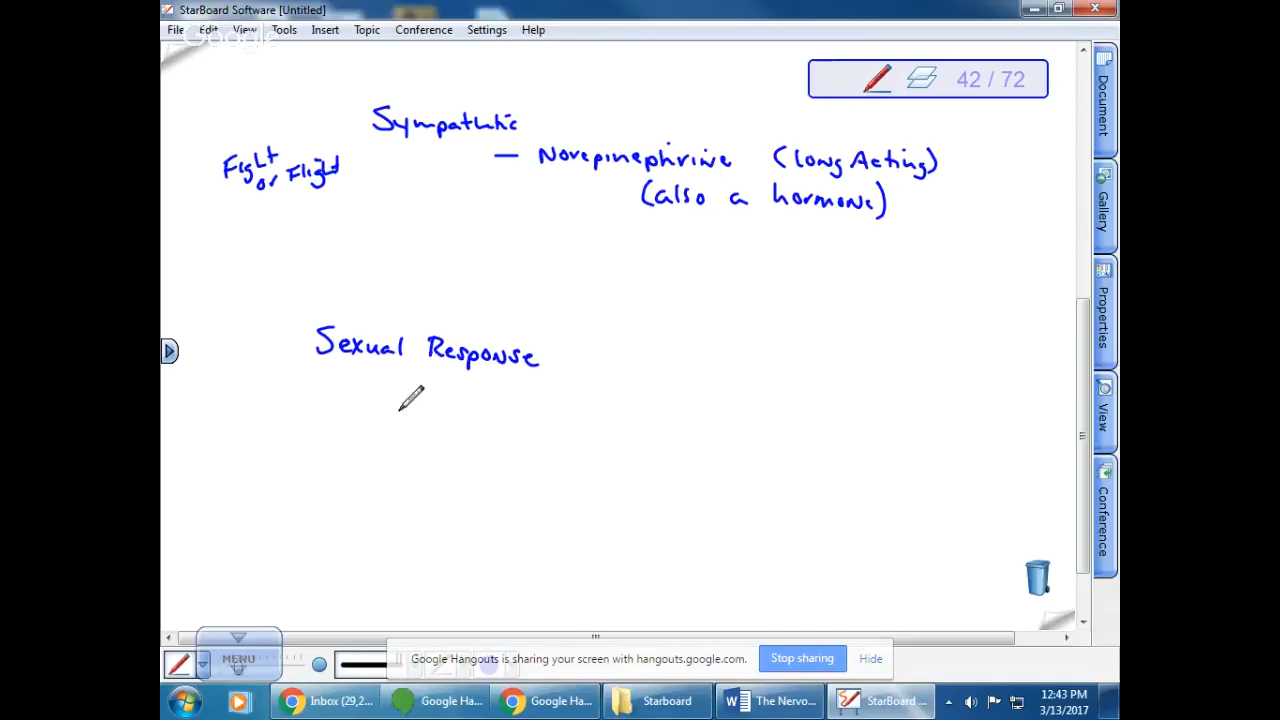 StarBoard Software [Untitled]
File Edit View Tools Insert Topic Conference Settings Help
Google
42 / 72
Sympathetic
Fight or Flight
— Norepinephrine (long Acting)
(also a hormone)
Sexual Response
Document
Gallery
Properties
View
Conference
MENU
Google Hangouts is sharing your screen with hangouts.google.com.
Stop sharing
Hide
Inbox (29,2...
Google Ha...
Google Ha...
Starboard
The Nervo...
StarBoard ...
12:43 PM
3/13/2017